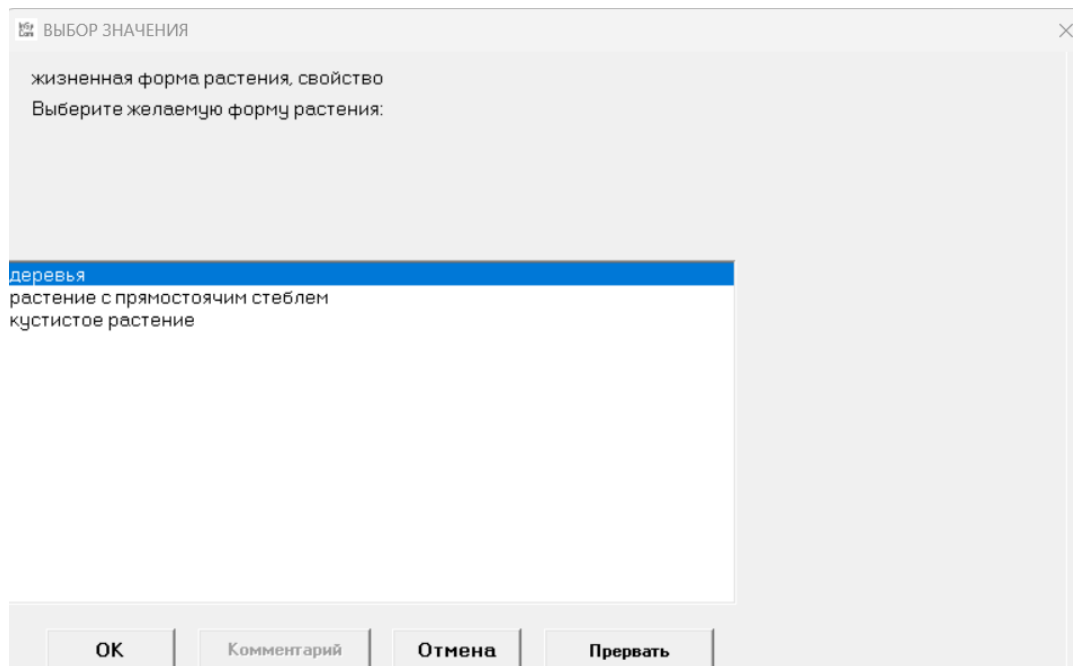 ВЫБОР ЗНАЧЕНИЯ
жизненная форма растения, свойство
Выберите желаемую форму растения:
деревья
растение с прямостоячим стеблем
кустистое растение
OK Комментарий Отмена Прервать